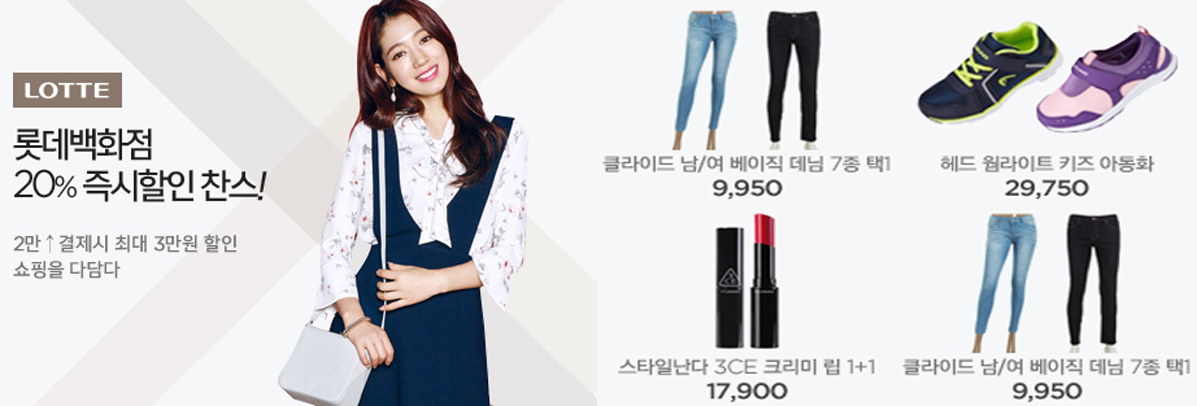 LOTTE
롯데백화점
20% 즉시할인 찬스!
2만↑결제시 최대 3만원 할인
쇼핑을 다담다
클라이드 남/여 베이직 데님 7종 택1
9,950
헤드 웜라이트 키즈 아동화
29,750
스타일난다 3CE 크리미 립 1+1
17,900
클라이드 남/여 베이직 데님 7종 택1
9,950